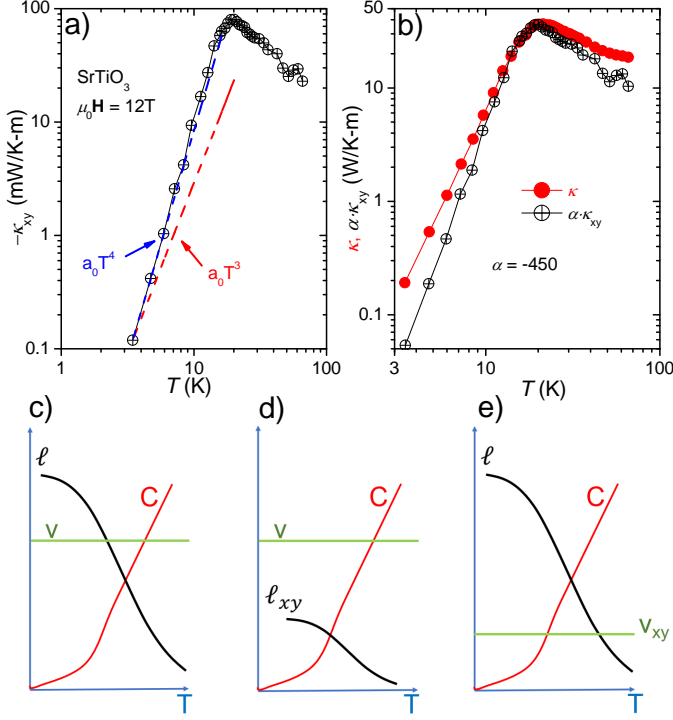 a)
SrTiO₃
μ₀H = 12T
−κxy (mW/K-m)
100
10
1
0.1
a₀T⁴
a₀T³
1
10
100
T (K)
b)
κ, α·κxy (W/K-m)
50
10
1
0.1
κ
α·κxy
α = -450
3
10
100
T (K)
c)
ℓ
C
v
T
d)
v
C
ℓxy
T
e)
ℓ
C
vxy
T